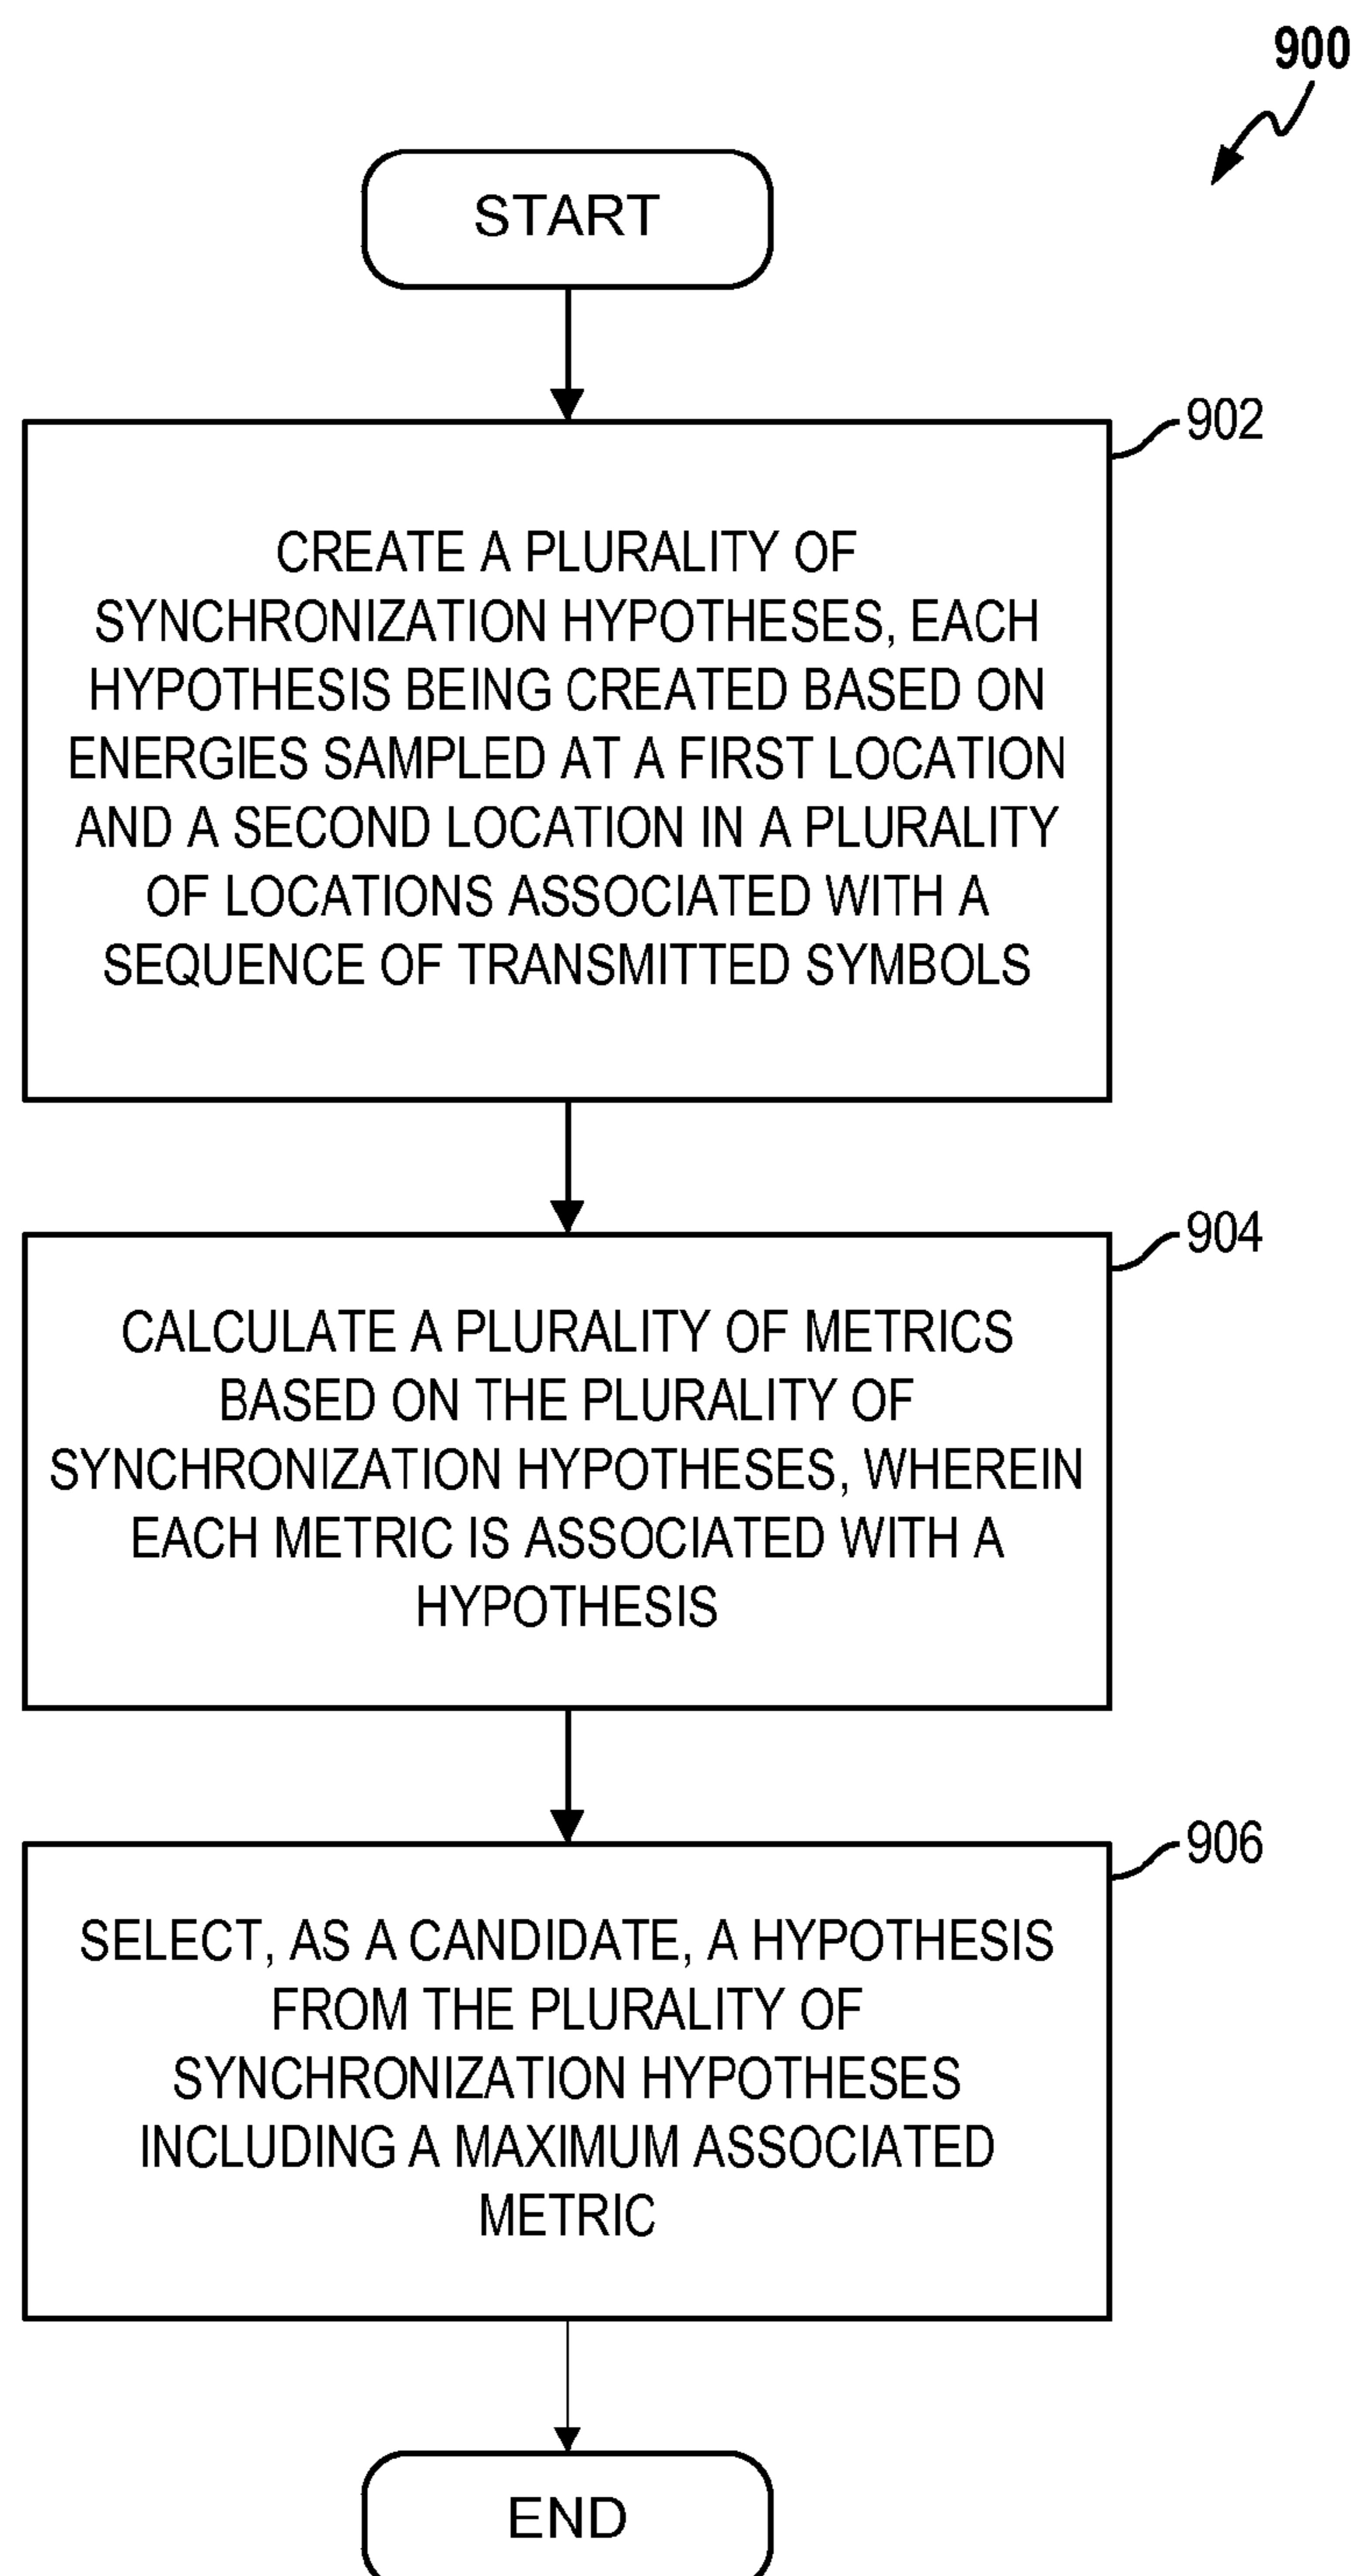 900
START
902
CREATE A PLURALITY OF
SYNCHRONIZATION HYPOTHESES, EACH
HYPOTHESIS BEING CREATED BASED ON
ENERGIES SAMPLED AT A FIRST LOCATION
AND A SECOND LOCATION IN A PLURALITY
OF LOCATIONS ASSOCIATED WITH A
SEQUENCE OF TRANSMITTED SYMBOLS
904
CALCULATE A PLURALITY OF METRICS
BASED ON THE PLURALITY OF
SYNCHRONIZATION HYPOTHESES, WHEREIN
EACH METRIC IS ASSOCIATED WITH A
HYPOTHESIS
906
SELECT, AS A CANDIDATE, A HYPOTHESIS
FROM THE PLURALITY OF
SYNCHRONIZATION HYPOTHESES
INCLUDING A MAXIMUM ASSOCIATED
METRIC
END